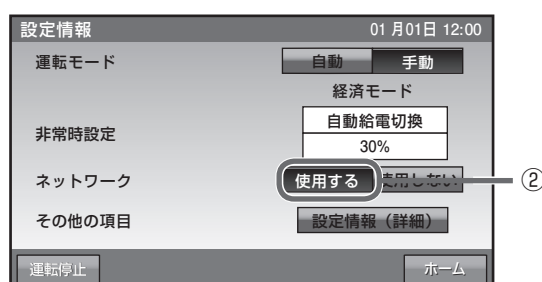 設定情報 01月01日 12:00
運転モード 自動 手動
経済モード
非常時設定 自動給電切換
30%
ネットワーク 使用する 使用しない ②
その他の項目 設定情報（詳細）
運転停止 ホーム